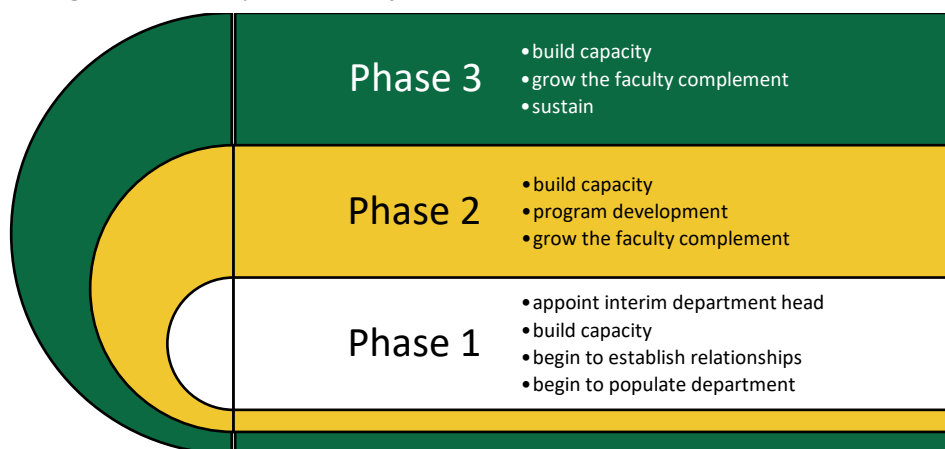 Phase 3
•build capacity
•grow the faculty complement
•sustain
Phase 2
•build capacity
•program development
•grow the faculty complement
Phase 1
•appoint interim department head
•build capacity
•begin to establish relationships
•begin to populate department